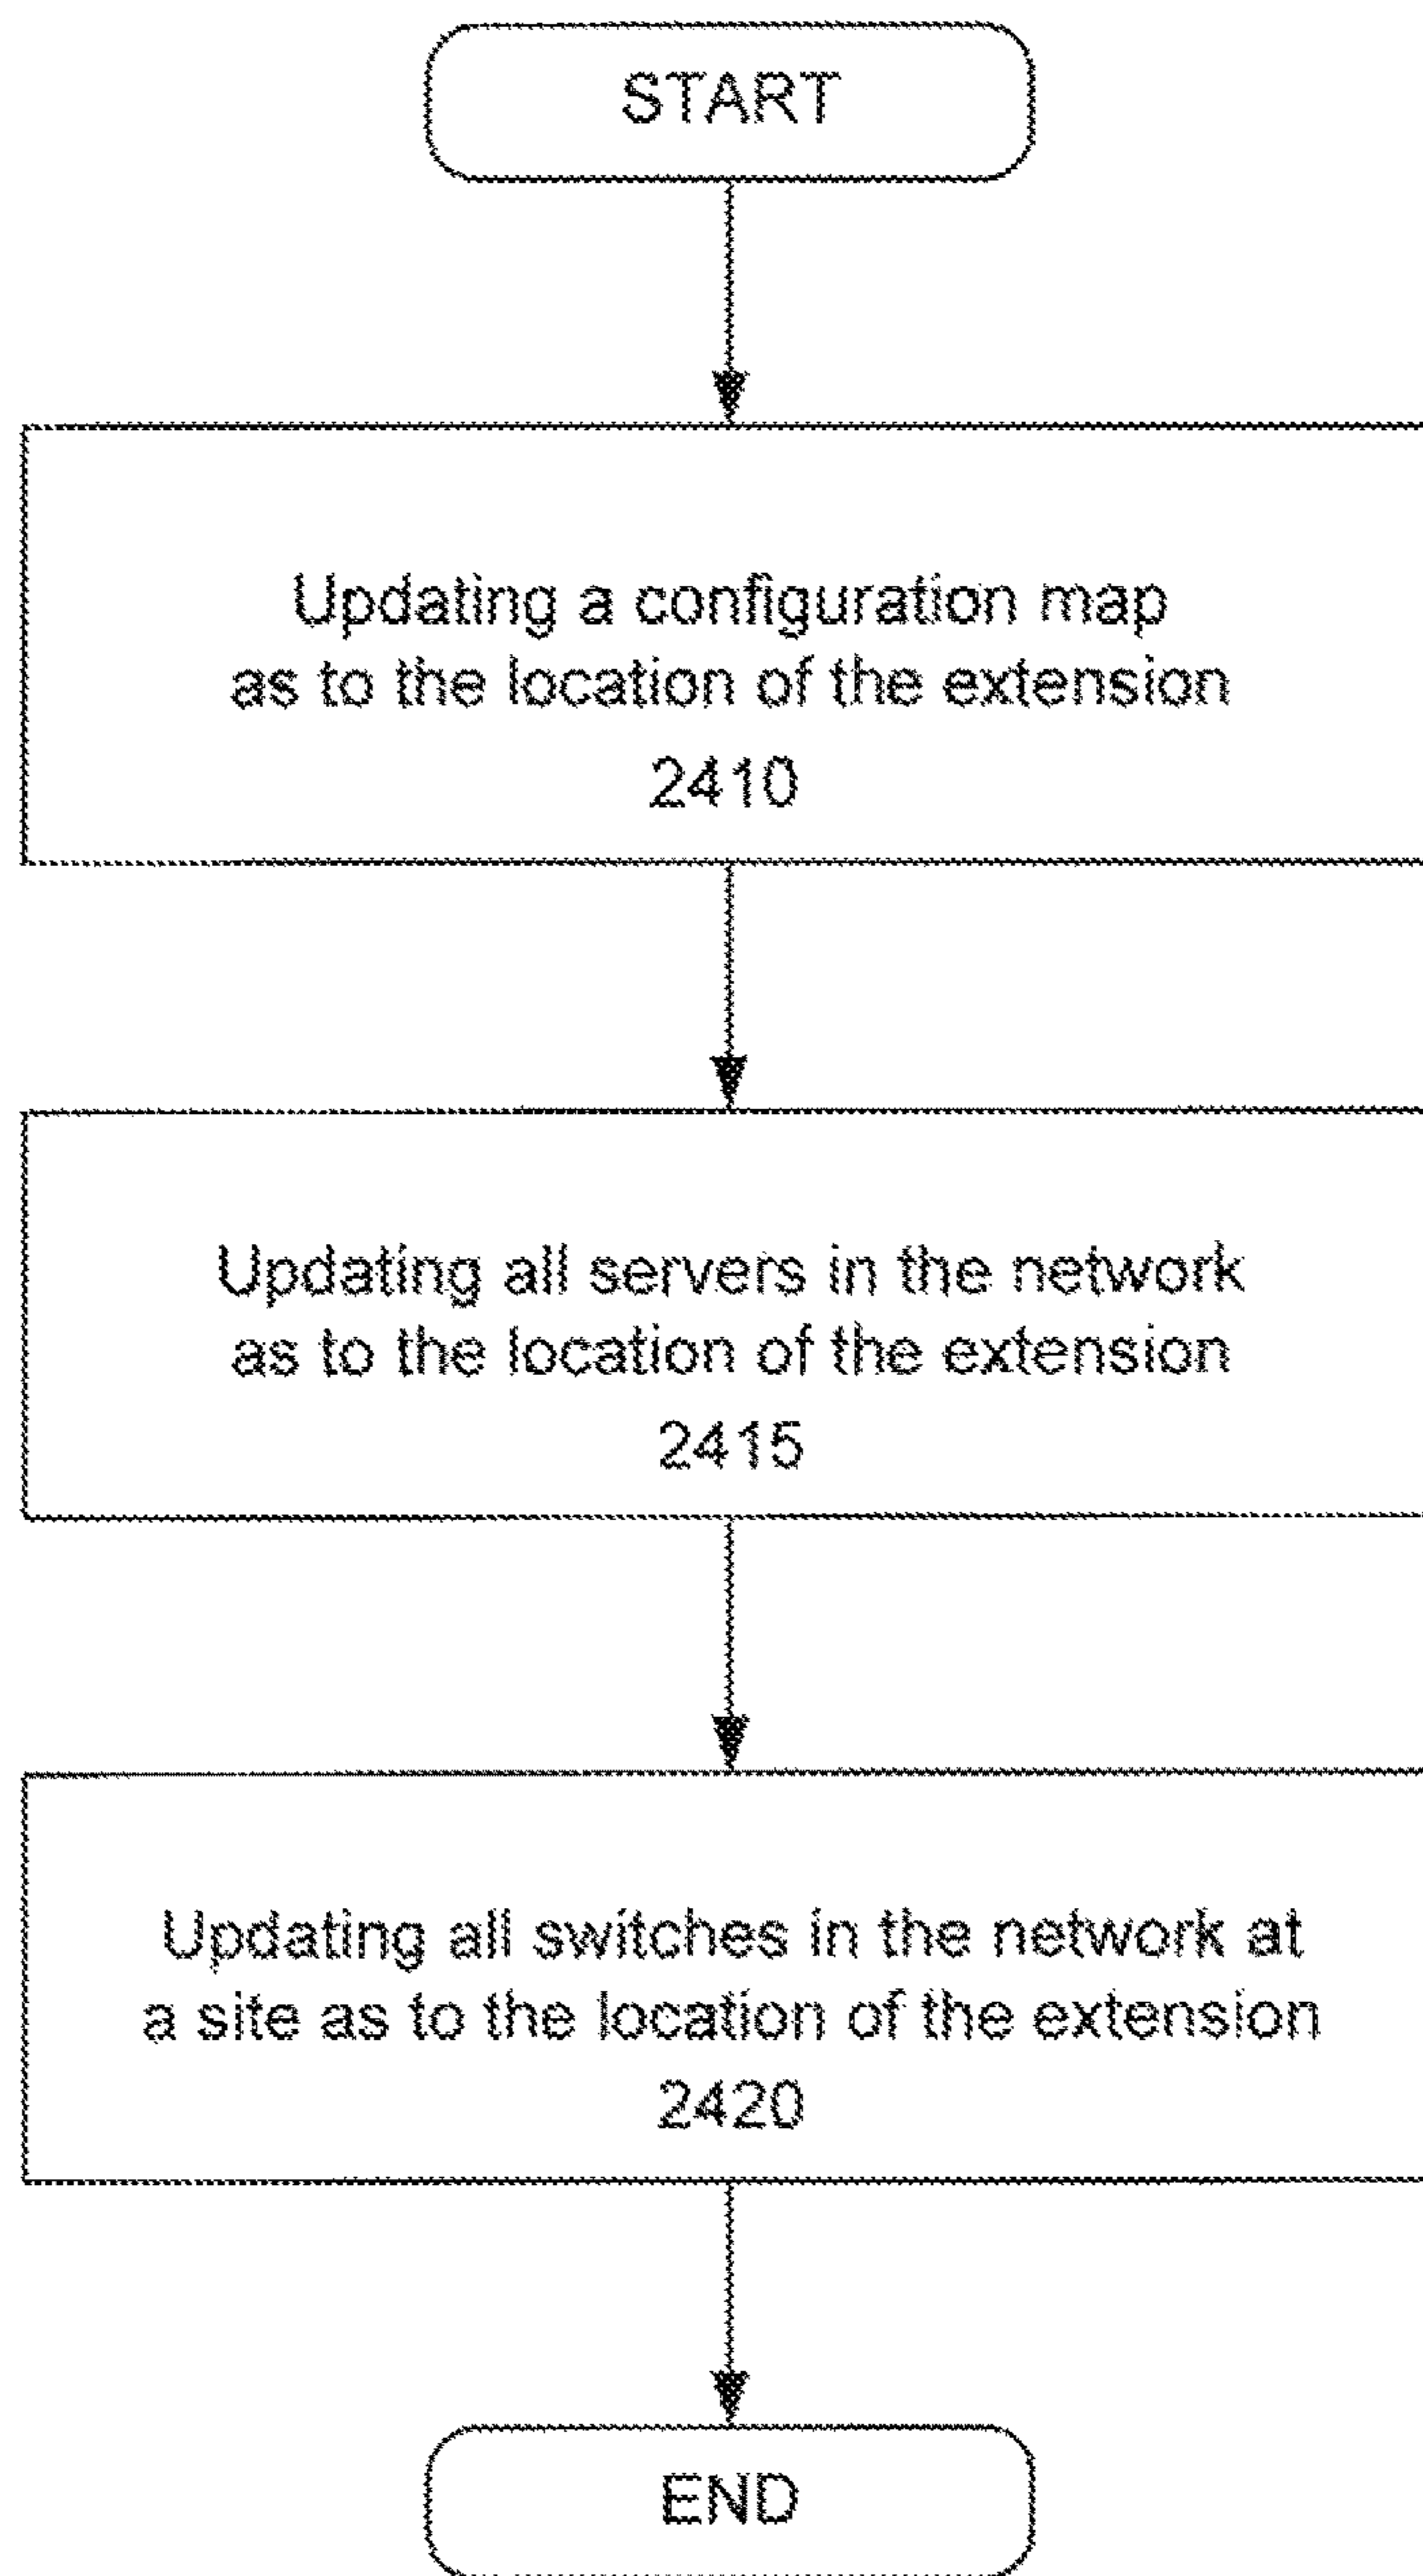 START
Updating a configuration map
as to the location of the extension
2410
Updating all servers in the network
as to the location of the extension
2415
Updating all switches in the network at
a site as to the location of the extension
2420
END